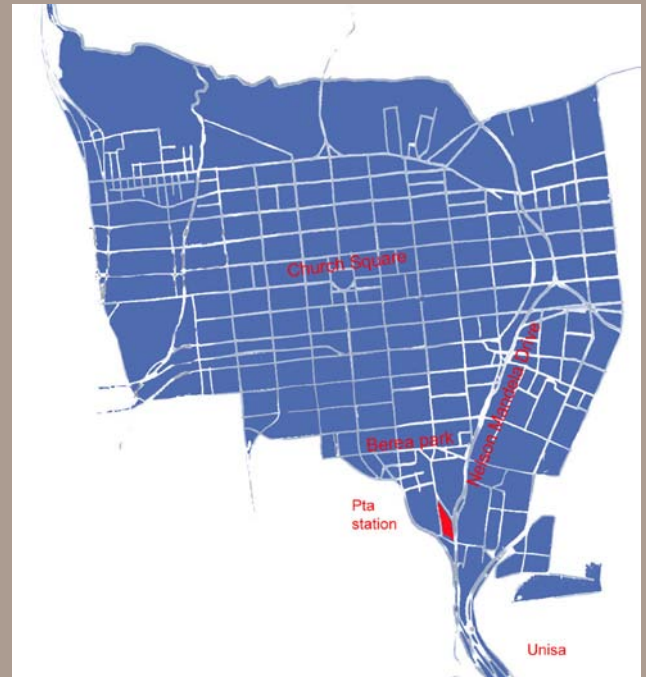 Church Square
Nelson Mandela Drive
Berea park
Pta
station
Unisa